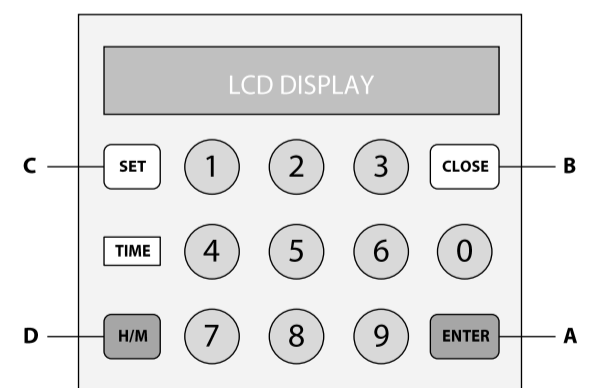 LCD DISPLAY
C SET 1 2 3 CLOSE B
TIME 4 5 6 0
D H/M 7 8 9 ENTER A